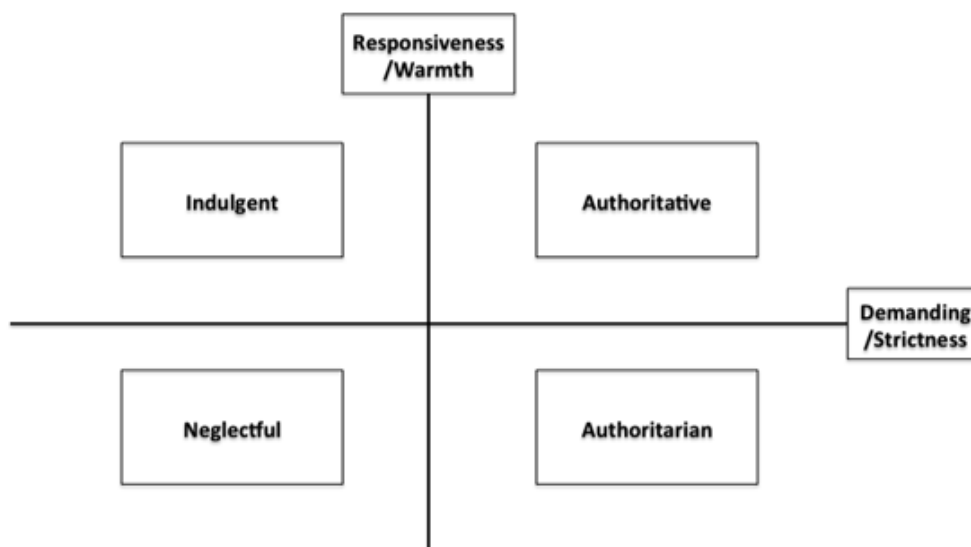 Responsiveness
/Warmth
Indulgent
Authoritative
Demanding
/Strictness
Neglectful
Authoritarian